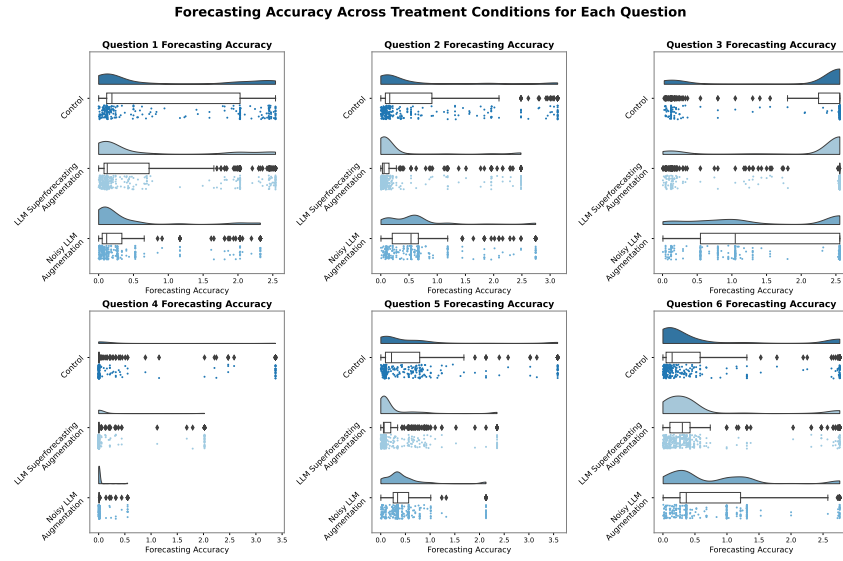 Forecasting Accuracy Across Treatment Conditions for Each Question
Question 1 Forecasting Accuracy
Control
LLM Superforecasting
Augmentation
Noisy LLM
Augmentation
0.0 0.5 1.0 1.5 2.0 2.5
Forecasting Accuracy
Question 2 Forecasting Accuracy
Control
LLM Superforecasting
Augmentation
Noisy LLM
Augmentation
0.0 0.5 1.0 1.5 2.0 2.5 3.0
Forecasting Accuracy
Question 3 Forecasting Accuracy
Control
LLM Superforecasting
Augmentation
Noisy LLM
Augmentation
0.0 0.5 1.0 1.5 2.0 2.5
Forecasting Accuracy
Question 4 Forecasting Accuracy
Control
LLM Superforecasting
Augmentation
Noisy LLM
Augmentation
0.0 0.5 1.0 1.5 2.0 2.5 3.0 3.5
Forecasting Accuracy
Question 5 Forecasting Accuracy
Control
LLM Superforecasting
Augmentation
Noisy LLM
Augmentation
0.0 0.5 1.0 1.5 2.0 2.5 3.0 3.5
Forecasting Accuracy
Question 6 Forecasting Accuracy
Control
LLM Superforecasting
Augmentation
Noisy LLM
Augmentation
0.0 0.5 1.0 1.5 2.0 2.5
Forecasting Accuracy